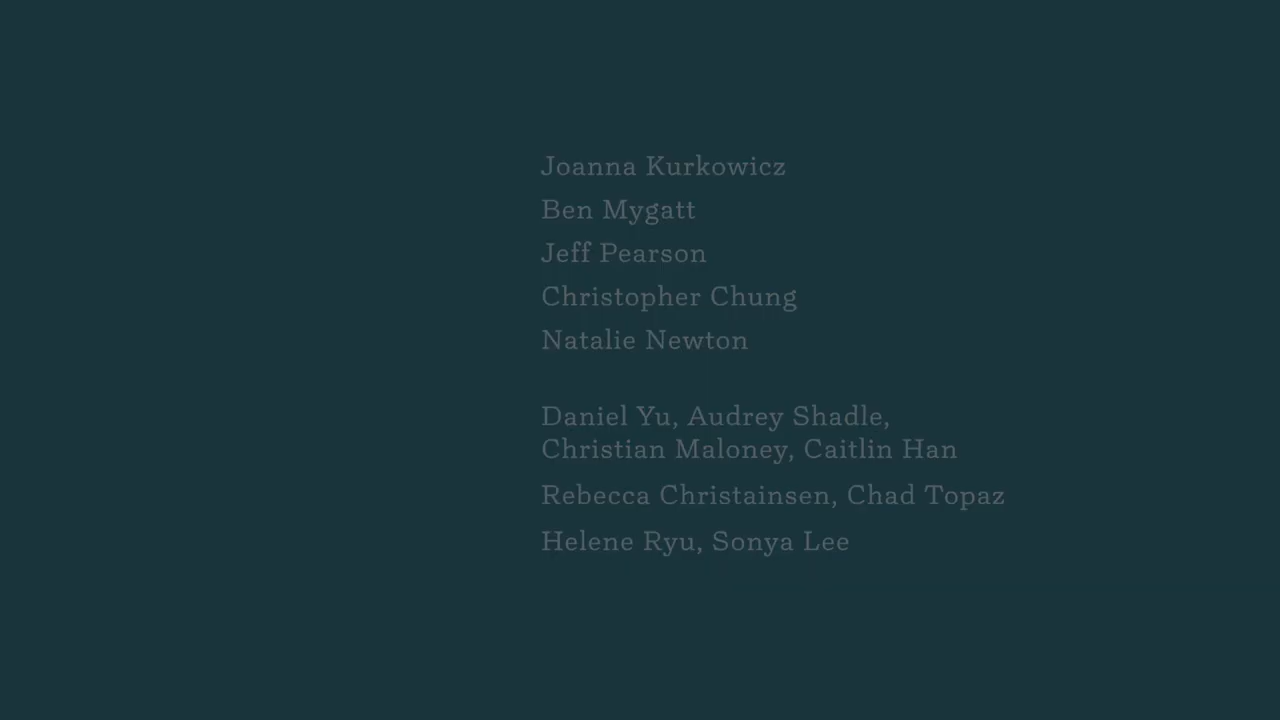 Joanna Kurkowicz
Ben Mygatt
Jeff Pearson
Christopher Chung
Natalie Newton
Daniel Yu, Audrey Shadle,
Christian Maloney, Caitlin Han
Rebecca Christainsen, Chad Topaz
Helene Ryu, Sonya Lee